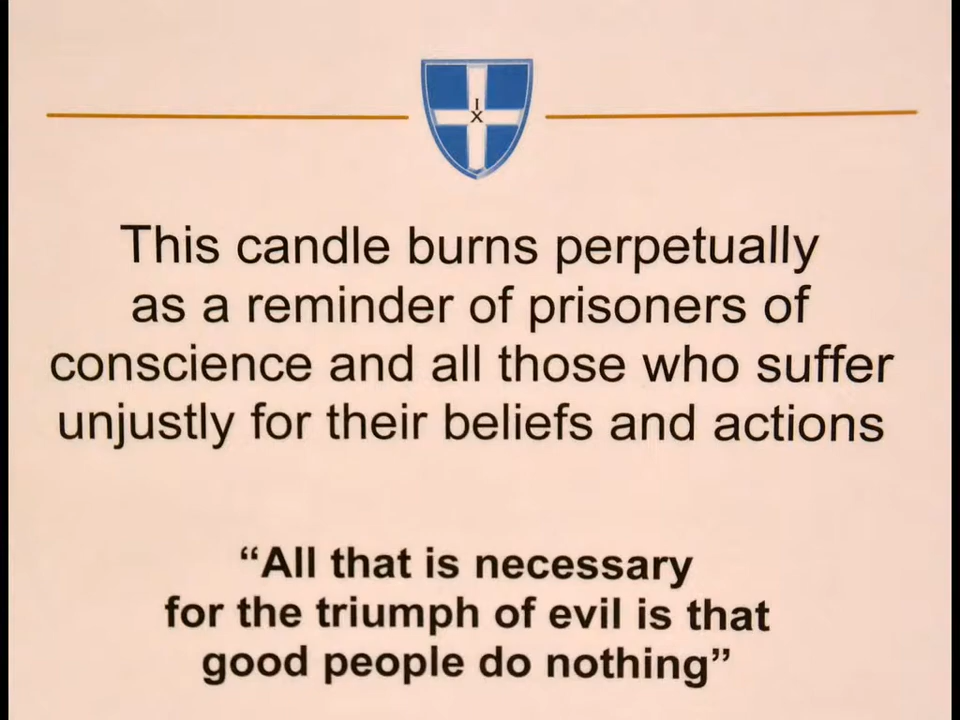 I
X
This candle burns perpetually
as a reminder of prisoners of
conscience and all those who suffer
unjustly for their beliefs and actions
“All that is necessary
for the triumph of evil is that
good people do nothing”